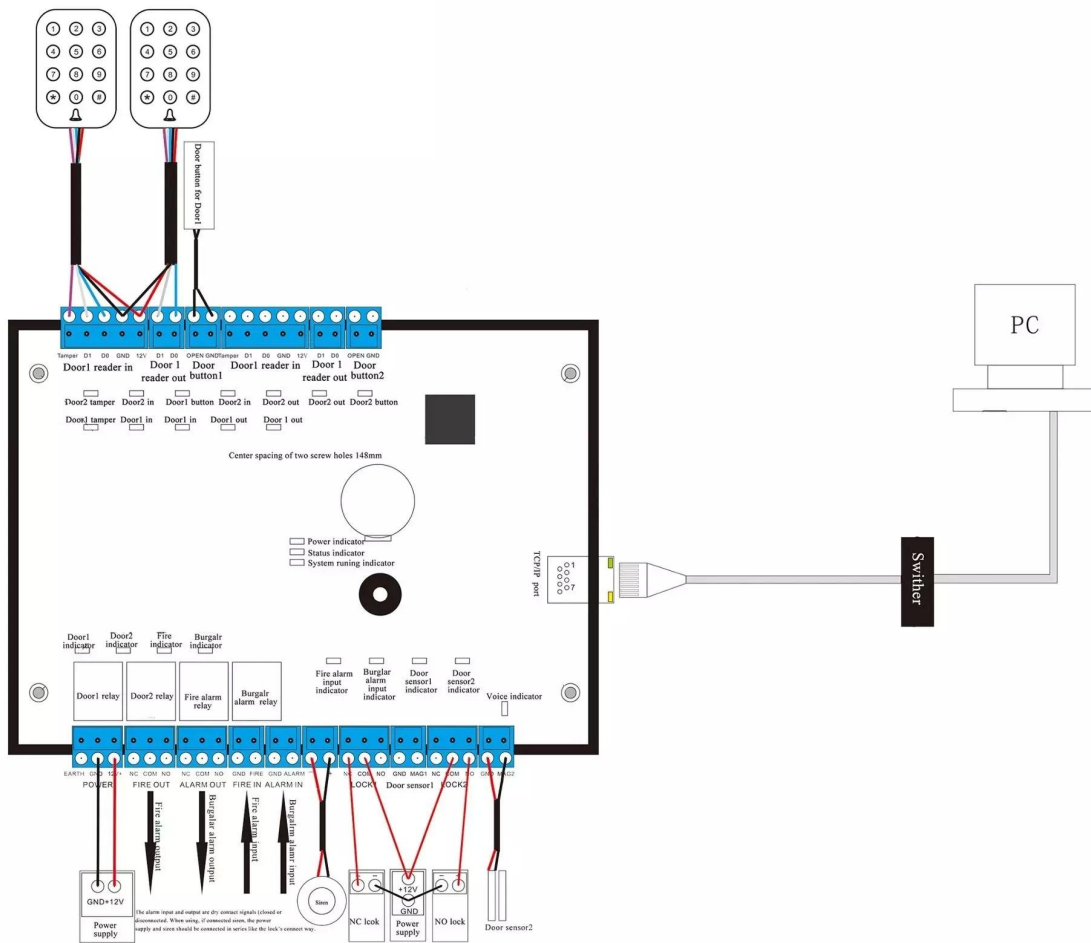 1 2 3
4 5 6
7 8 9
* 0 #
1 2 3
4 5 6
7 8 9
* 0 #
Door button for Door1
Tamper D1 D0 GND 12V D1 D0 OPEN GND Tamper D1 D0 GND 12V D1 D0 OPEN GND
Door1 reader in
Door 1
reader out
Door
button1
Door1 reader in
Door 1
reader out
Door
button2
Door2 tamper
Door2 in
Door1 button
Door2 in
Door2 out
Door2 out
Door2 button
Door1 tamper
Door1 in
Door1 in
Door1 out
Door 1 out
Center spacing of two screw holes 148mm
Power indicator
Status indicator
System runing indicator
TCP/IP
port
1
7
Swither
PC
Door1
indicator
Door2
indicator
Fire
indicator
Burgalr
indicator
Door1 relay
Door2 relay
Fire alarm
relay
Burgalr
alarm relay
Fire alarm
input
indicator
Burglar
alarm input
indicator
Door
sensor1
indicator
Door
sensor2
indicator
Voice indicator
EARTH GND 12V+
POWER
NC COM NO
FIRE OUT
NC COM NO
ALARM OUT
GND FIRE
FIRE IN
GND ALARM
ALARM IN
- +
NC COM NO
LOCK1
GND MAG1
Door sensor1
NC COM NO
LOCK2
GND MAG2
Fire alarm output
Burgalar alarm output
Fire alarm input
Burgalrm alamr input
GND+12V
Power
supply
The alarm input and output are dry contact signals (closed or
disconnected. When using, if connected siren, the power
supply and siren should be connected in series like the lock's connect way.
Siren
NC lcok
+12V
GND
Power
supply
NO lock
Door sensor2